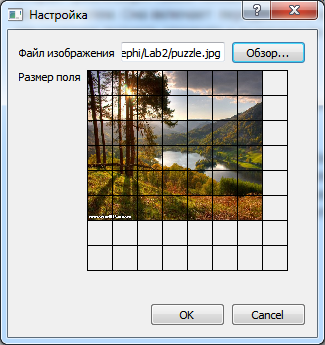 Настройка
Файл изображения ephi/Lab2/puzzle.jpg Обзор...
Размер поля
OK Cancel